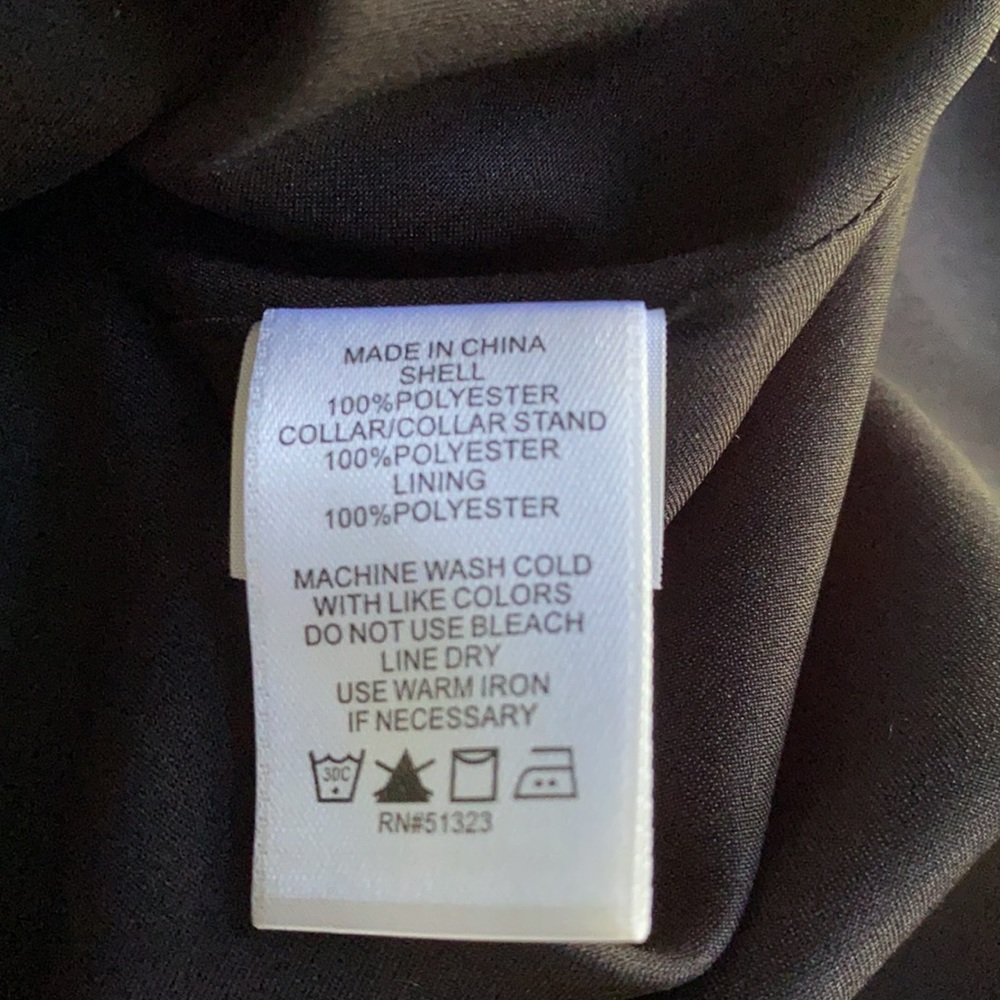 MADE IN CHINA
SHELL
100%POLYESTER
COLLAR/COLLAR STAND
100%POLYESTER
LINING
100%POLYESTER
MACHINE WASH COLD
WITH LIKE COLORS
DO NOT USE BLEACH
LINE DRY
USE WARM IRON
IF NECESSARY
30C
RN#51323